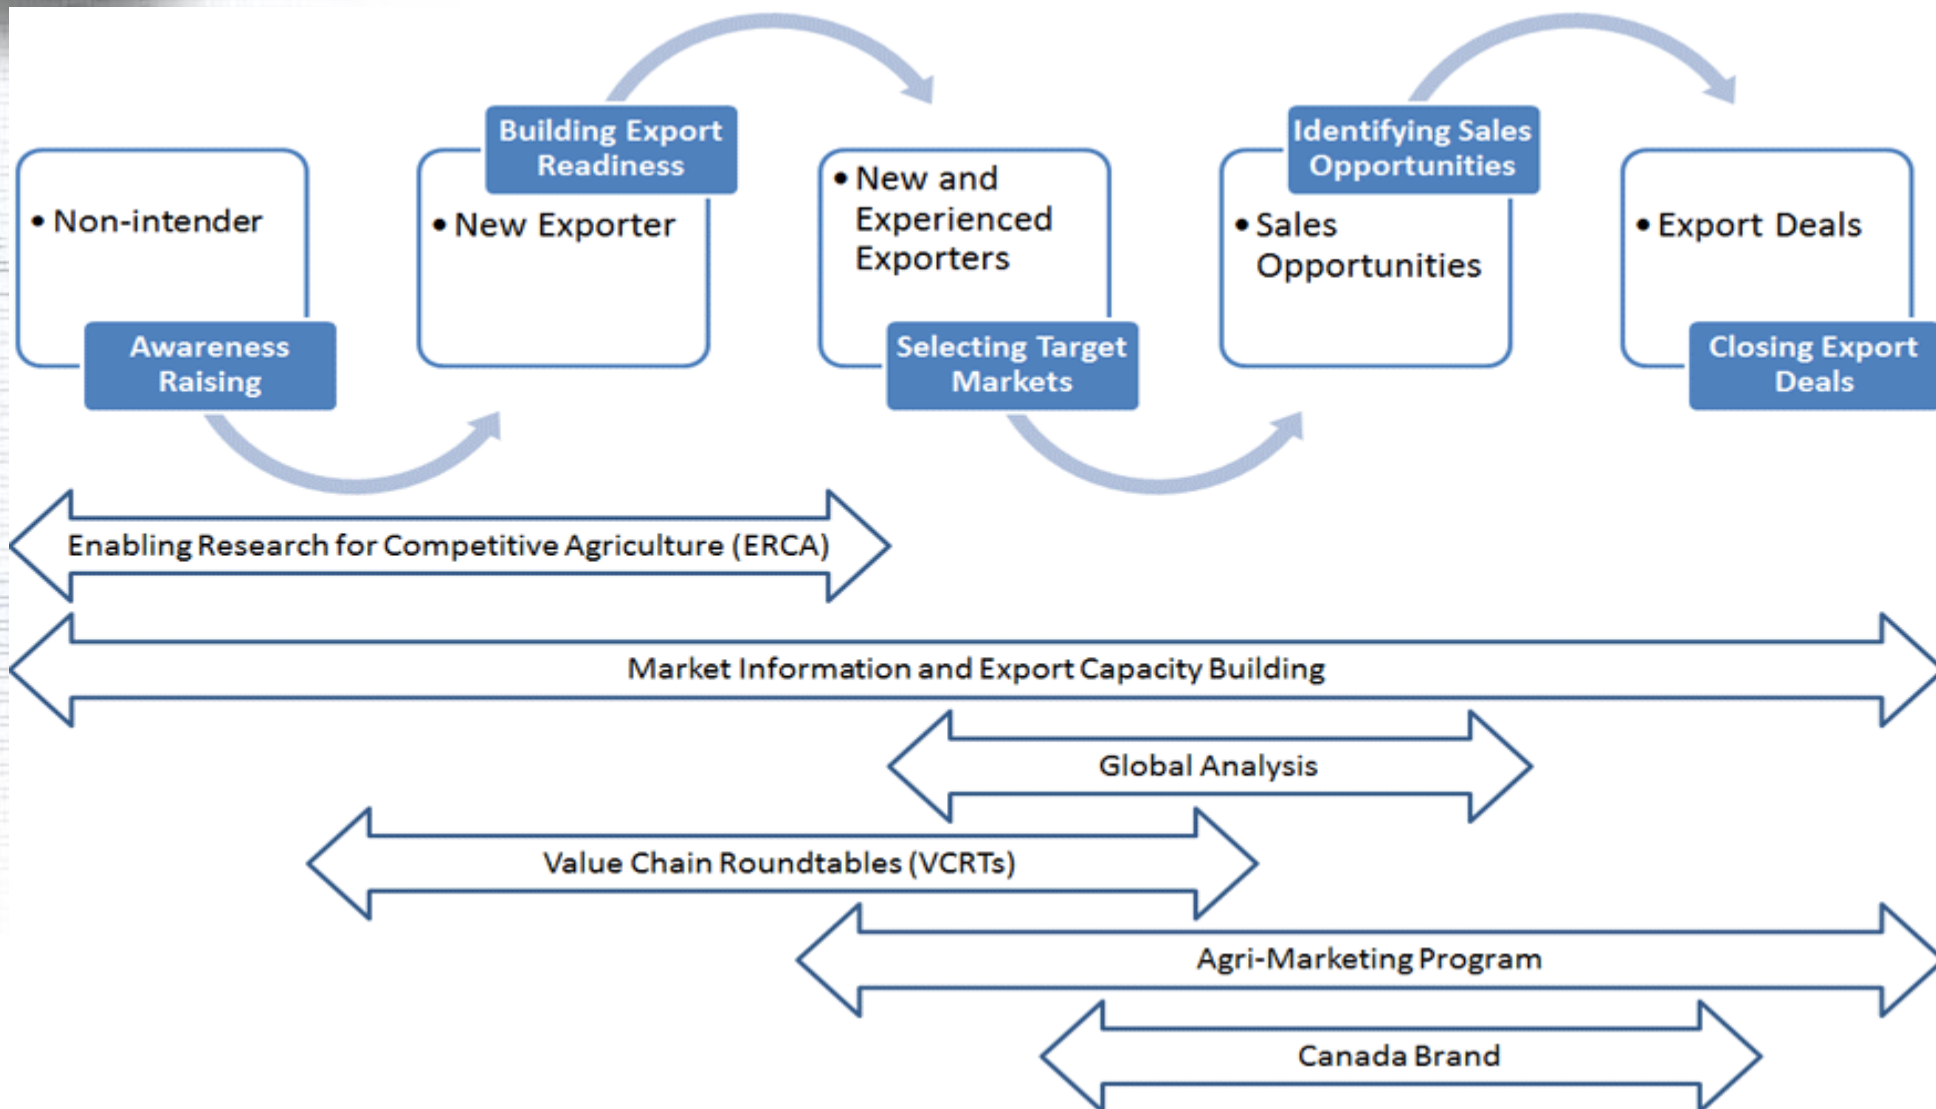 • Non-intender
Awareness
Raising
Building Export
Readiness
• New Exporter
• New and
Experienced
Exporters
Selecting Target
Markets
Identifying Sales
Opportunities
• Sales
Opportunities
• Export Deals
Closing Export
Deals
Enabling Research for Competitive Agriculture (ERCA)
Market Information and Export Capacity Building
Global Analysis
Value Chain Roundtables (VCRTs)
Agri-Marketing Program
Canada Brand